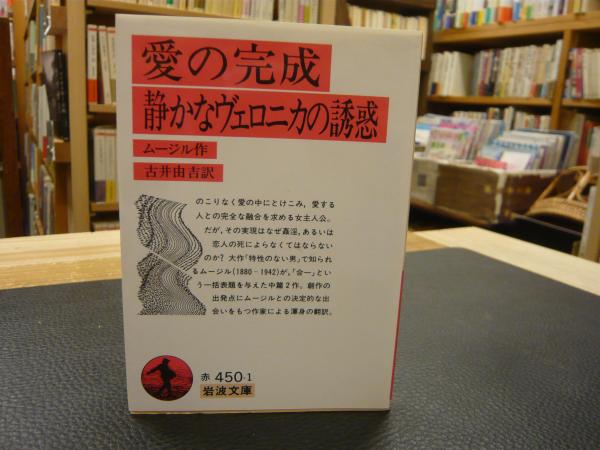 愛の完成
静かなヴェロニカの誘惑
ムージル作
古井由吉訳
のこりなく愛の中にとけこみ，愛する
人との完全な融合を求める女主人公。
だが，その実現はなぜ姦淫，あるいは
恋人の死によらなくてはならない
のか？ 大作『特性のない男』で知られ
るムージル(1880‐1942)が，「合一」とい
う一括表題を与えた中篇2作。創作の
出発点にムージルとの決定的な出
会いをもつ作家による渾身の翻訳。
赤 450-1
岩波文庫